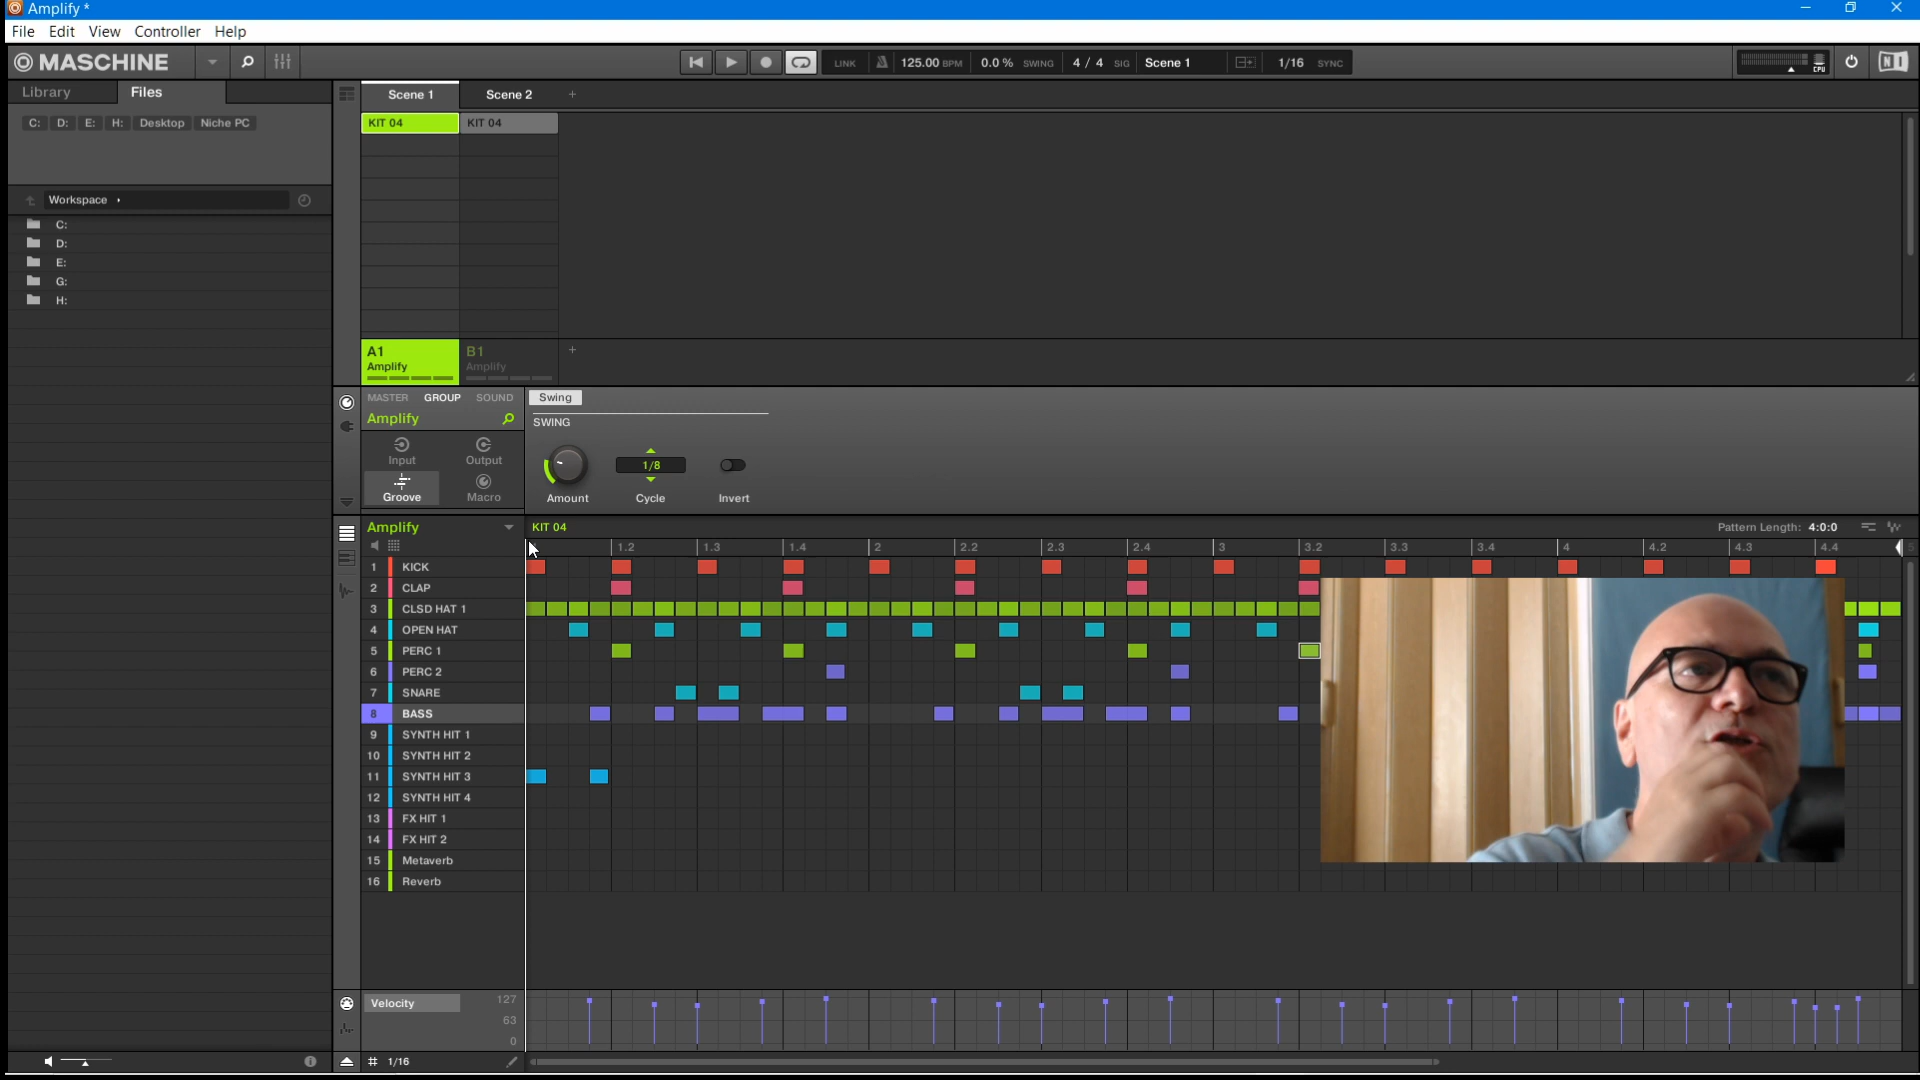 Amplify *
File Edit View Controller Help
MASCHINE LINK 125.00 BPM 0.0 % SWING 4 / 4 SIG Scene 1 1/16 SYNC CPU NI
Library Files
Scene 1 Scene 2 +
C: D: E: H: Desktop Niche PC
KIT 04 KIT 04
Workspace
C:
D:
E:
G:
H:
A1 B1 +
Amplify Amplify
MASTER GROUP SOUND Swing
Amplify
SWING
Input Output
1/8
Groove Macro
Amount Cycle Invert
Amplify KIT 04 Pattern Length: 4:0:0
1.2 1.3 1.4 2 2.2 2.3 2.4 3 3.2 3.3 3.4 4 4.2 4.3 4.4 5
1 KICK
2 CLAP
3 CLSD HAT 1
4 OPEN HAT
5 PERC 1
6 PERC 2
7 SNARE
8 BASS
9 SYNTH HIT 1
10 SYNTH HIT 2
11 SYNTH HIT 3
12 SYNTH HIT 4
13 FX HIT 1
14 FX HIT 2
15 Metaverb
16 Reverb
Velocity 127
63
0
1/16